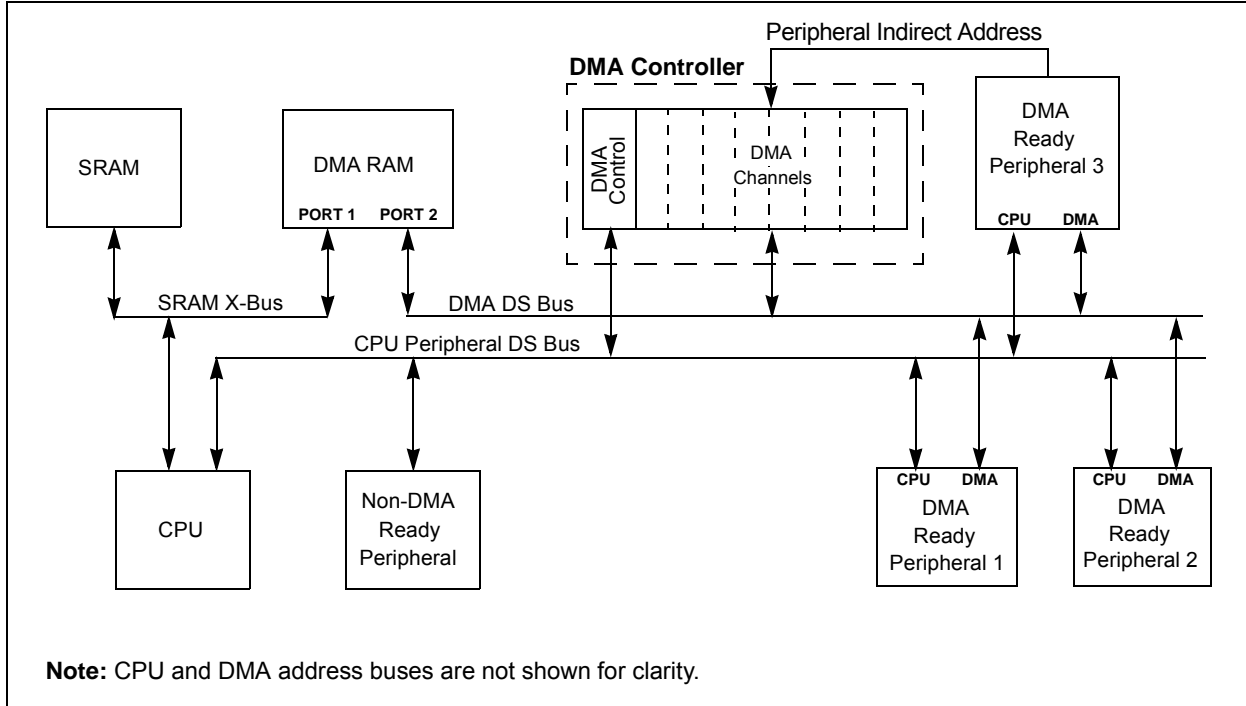 Peripheral Indirect Address
DMA Controller
SRAM
DMA RAM
PORT 1 PORT 2
DMA
Control
DMA
Channels
DMA
Ready
Peripheral 3
CPU DMA
SRAM X-Bus
DMA DS Bus
CPU Peripheral DS Bus
CPU
Non-DMA
Ready
Peripheral
CPU DMA
DMA
Ready
Peripheral 1
CPU DMA
DMA
Ready
Peripheral 2
Note: CPU and DMA address buses are not shown for clarity.